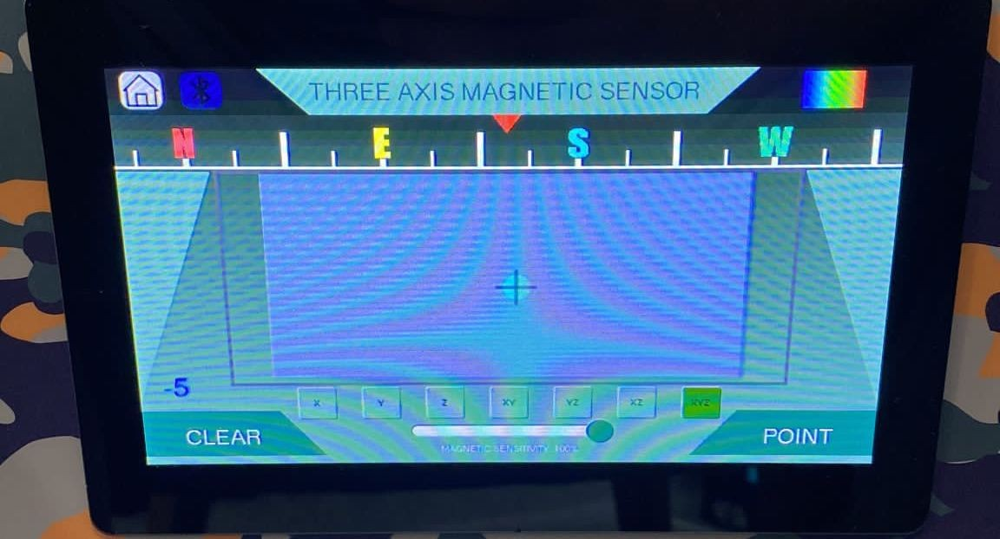 THREE AXIS MAGNETIC SENSOR
N E S W
-5
X Y Z XY YZ XZ XYZ
CLEAR POINT
MAGNETIC SENSITIVITY 100%